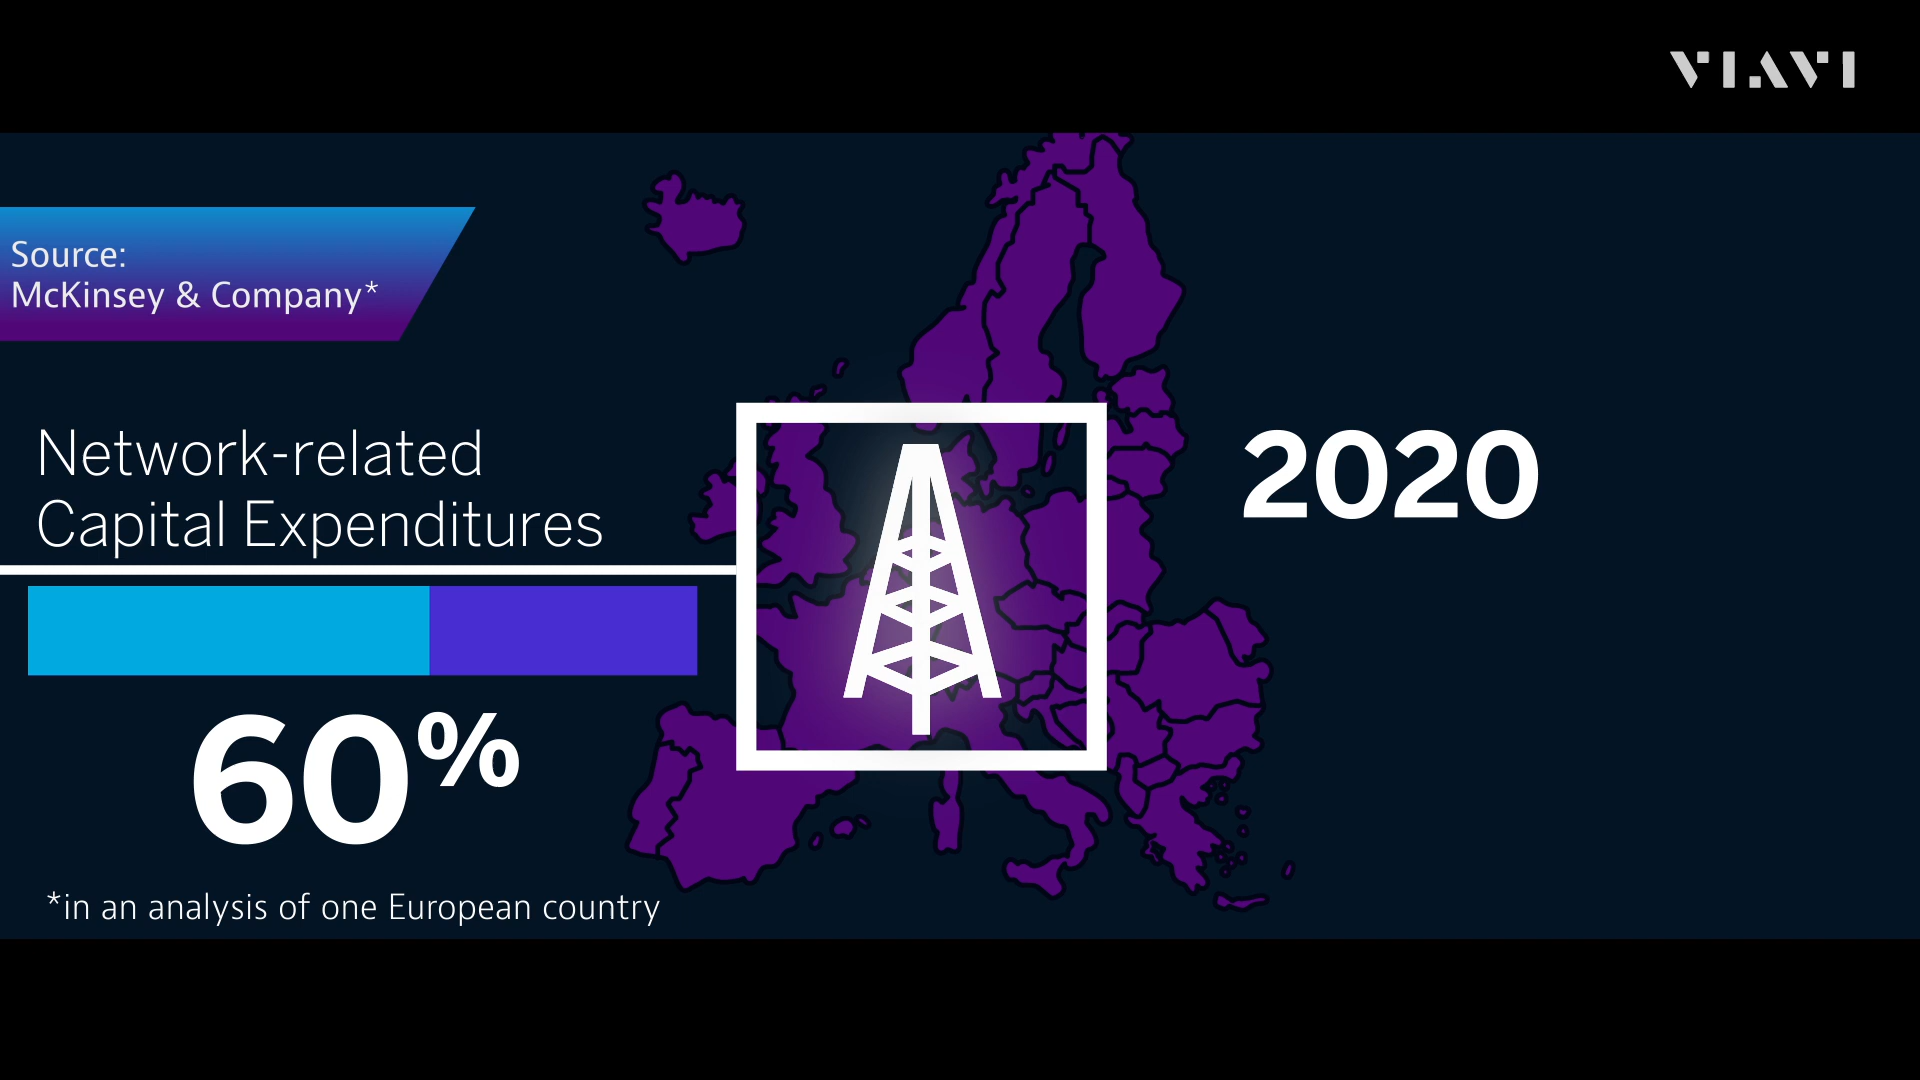 VIAVI
Source:
McKinsey & Company*
Network-related
Capital Expenditures
2020
60%
*in an analysis of one European country